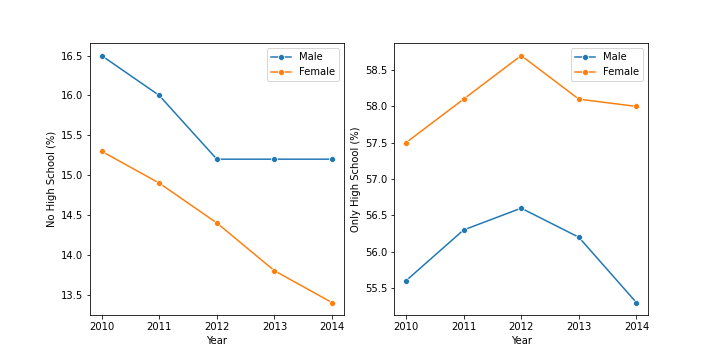 No High School (%)
16.5
16.0
15.5
15.0
14.5
14.0
13.5
2010 2011 2012 2013 2014
Year
Male
Female
Only High School (%)
58.5
58.0
57.5
57.0
56.5
56.0
55.5
2010 2011 2012 2013 2014
Year
Male
Female